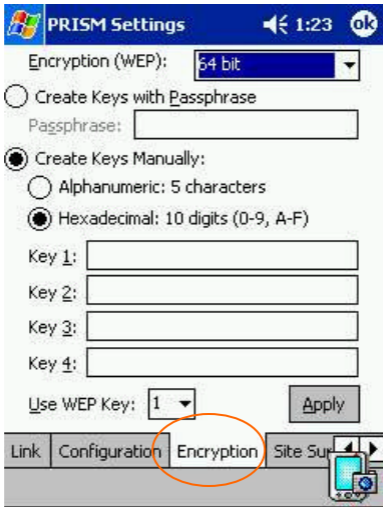 PRISM Settings 1:23 ok
Encryption (WEP): 64 bit
Create Keys with Passphrase
Passphrase:
Create Keys Manually:
Alphanumeric: 5 characters
Hexadecimal: 10 digits (0-9, A-F)
Key 1:
Key 2:
Key 3:
Key 4:
Use WEP Key: 1 Apply
Link Configuration Encryption Site